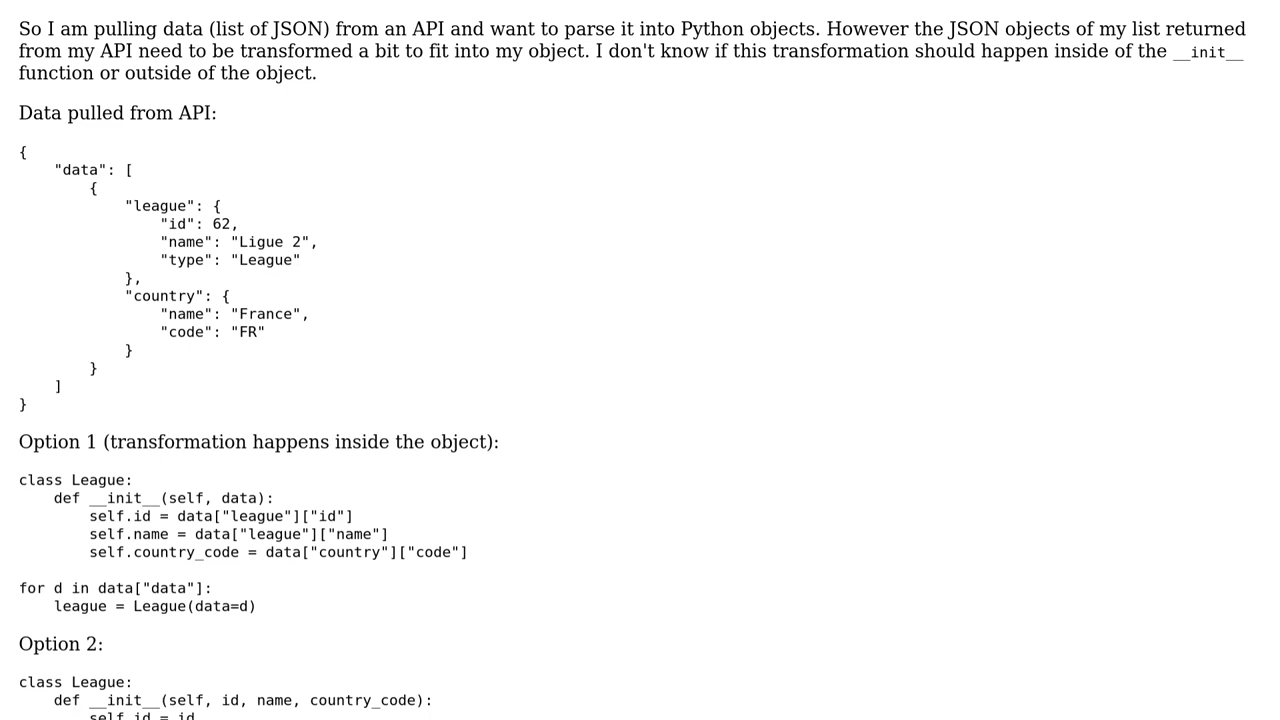 So I am pulling data (list of JSON) from an API and want to parse it into Python objects. However the JSON objects of my list returned
from my API need to be transformed a bit to fit into my object. I don't know if this transformation should happen inside of the __init__
function or outside of the object.
Data pulled from API:
{
    "data": [
        {
            "league": {
                "id": 62,
                "name": "Ligue 2",
                "type": "League"
            },
            "country": {
                "name": "France",
                "code": "FR"
            }
        }
    ]
}
Option 1 (transformation happens inside the object):
class League:
    def __init__(self, data):
        self.id = data["league"]["id"]
        self.name = data["league"]["name"]
        self.country_code = data["country"]["code"]
for d in data["data"]:
    league = League(data=d)
Option 2:
class League:
    def __init__(self, id, name, country_code):
        self.id = id